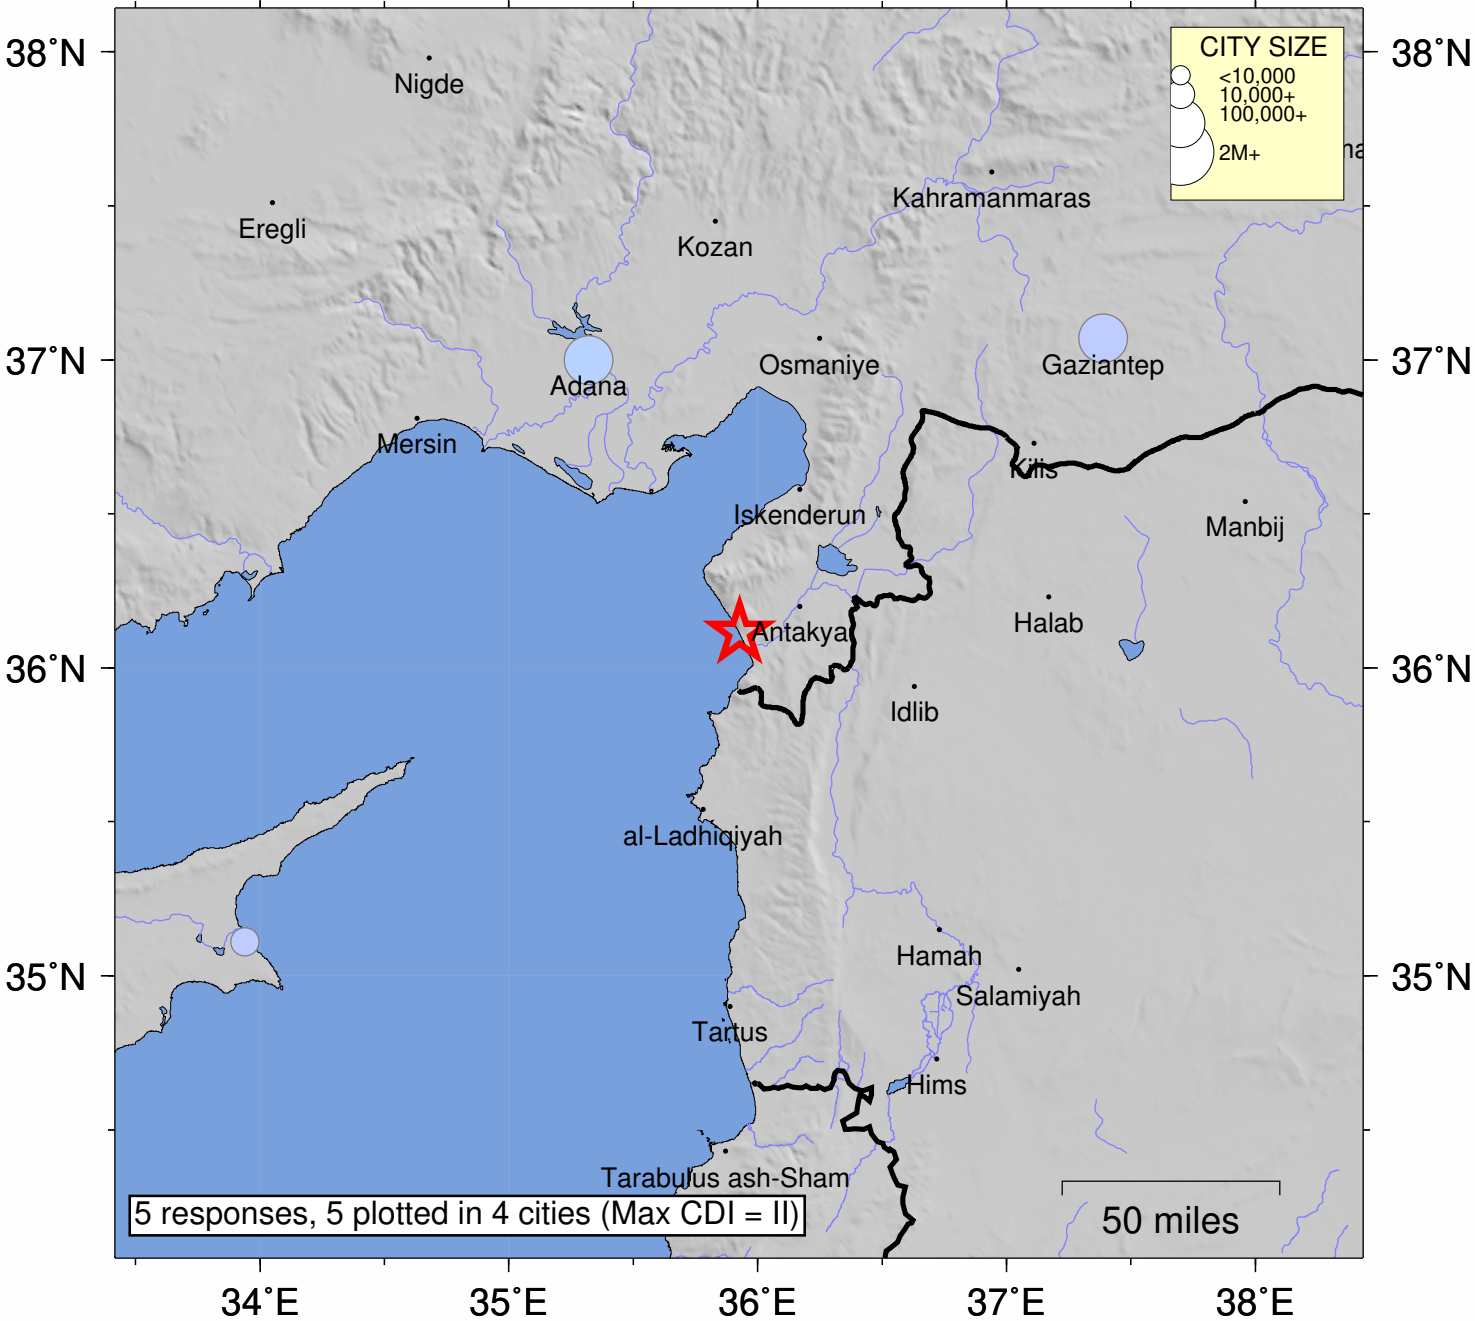 38°N
38°N
CITY SIZE
<10,000
10,000+
100,000+
2M+
Nigde
Kahramanmaras
Eregli
Kozan
37°N
37°N
Osmaniye
Gaziantep
Adana
Mersin
Kilis
Iskenderun
Manbij
Halab
Antakya
36°N
36°N
Idlib
al-Ladhiqiyah
Hamah
35°N
35°N
Salamiyah
Tartus
Hims
Tarabulus ash-Sham
5 responses, 5 plotted in 4 cities (Max CDI = II)
50 miles
34°E
35°E
36°E
37°E
38°E